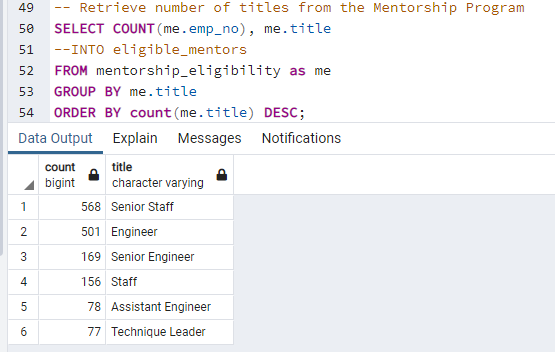 49 -- Retrieve number of titles from the Mentorship Program
50 SELECT COUNT(me.emp_no), me.title
51 --INTO eligible_mentors
52 FROM mentorship_eligibility as me
53 GROUP BY me.title
54 ORDER BY count(me.title) DESC;
Data Output Explain Messages Notifications
count title
bigint character varying
1 568 Senior Staff
2 501 Engineer
3 169 Senior Engineer
4 156 Staff
5 78 Assistant Engineer
6 77 Technique Leader